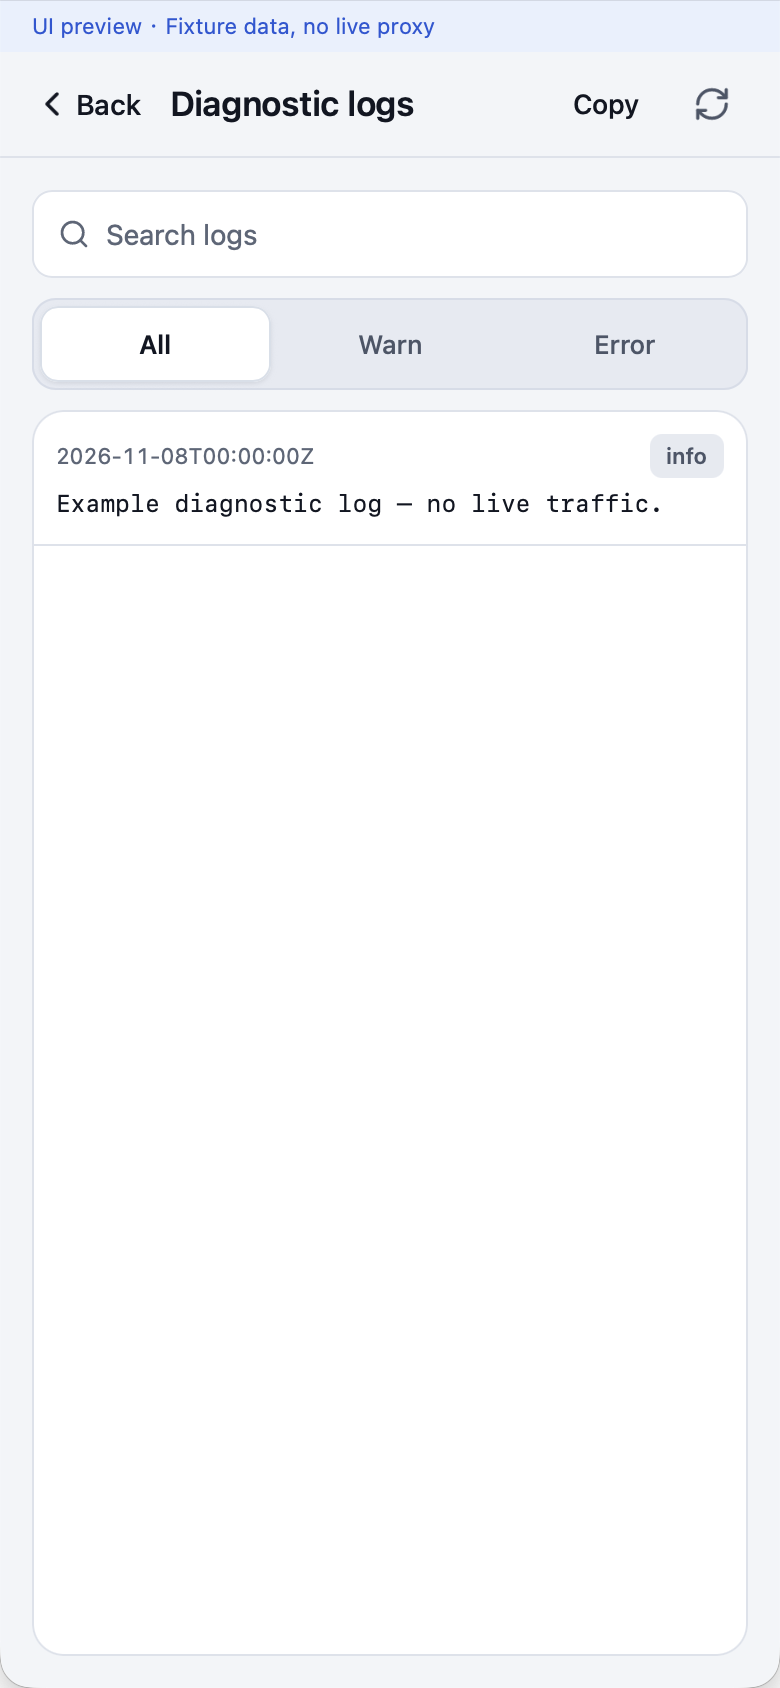 UI preview · Fixture data, no live proxy
Back Diagnostic logs Copy
Search logs
All Warn Error
2026-11-08T00:00:00Z info
Example diagnostic log — no live traffic.